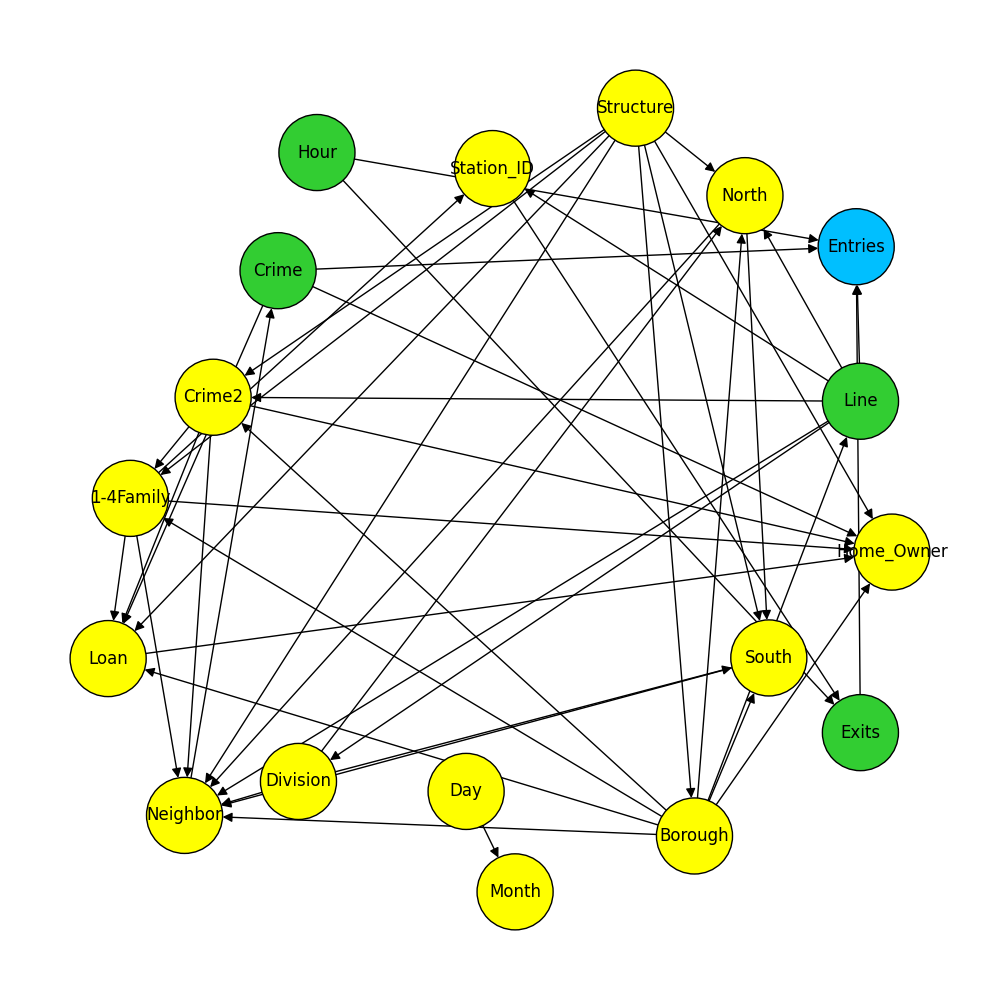 Structure
Hour
Station_ID
North
Entries
Crime
Crime2
Line
1-4Family
Home_Owner
Loan
South
Exits
Division
Day
Neighbor
Borough
Month